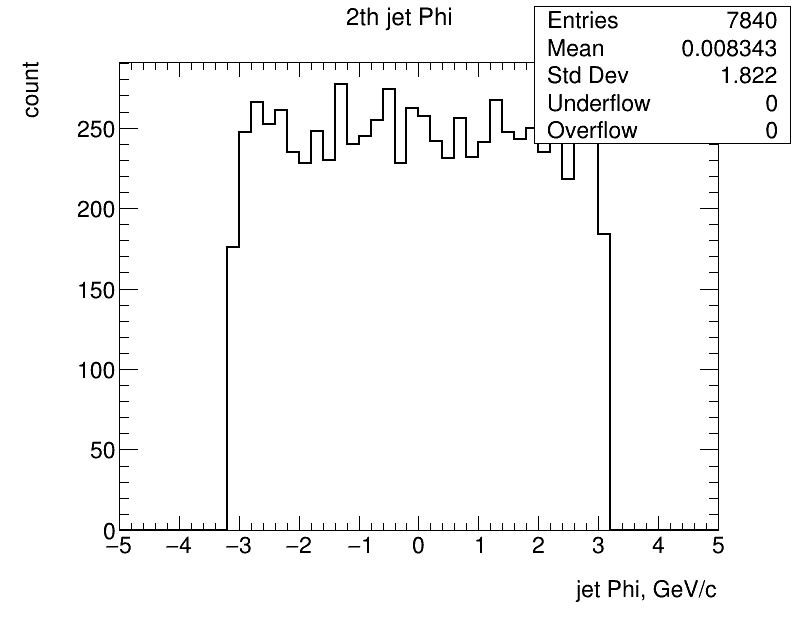 2th jet Phi
Entries 7840
Mean 0.008343
Std Dev 1.822
Underflow 0
Overflow 0
count
250
200
150
100
50
0
−5 −4 −3 −2 −1 0 1 2 3 4 5
jet Phi, GeV/c